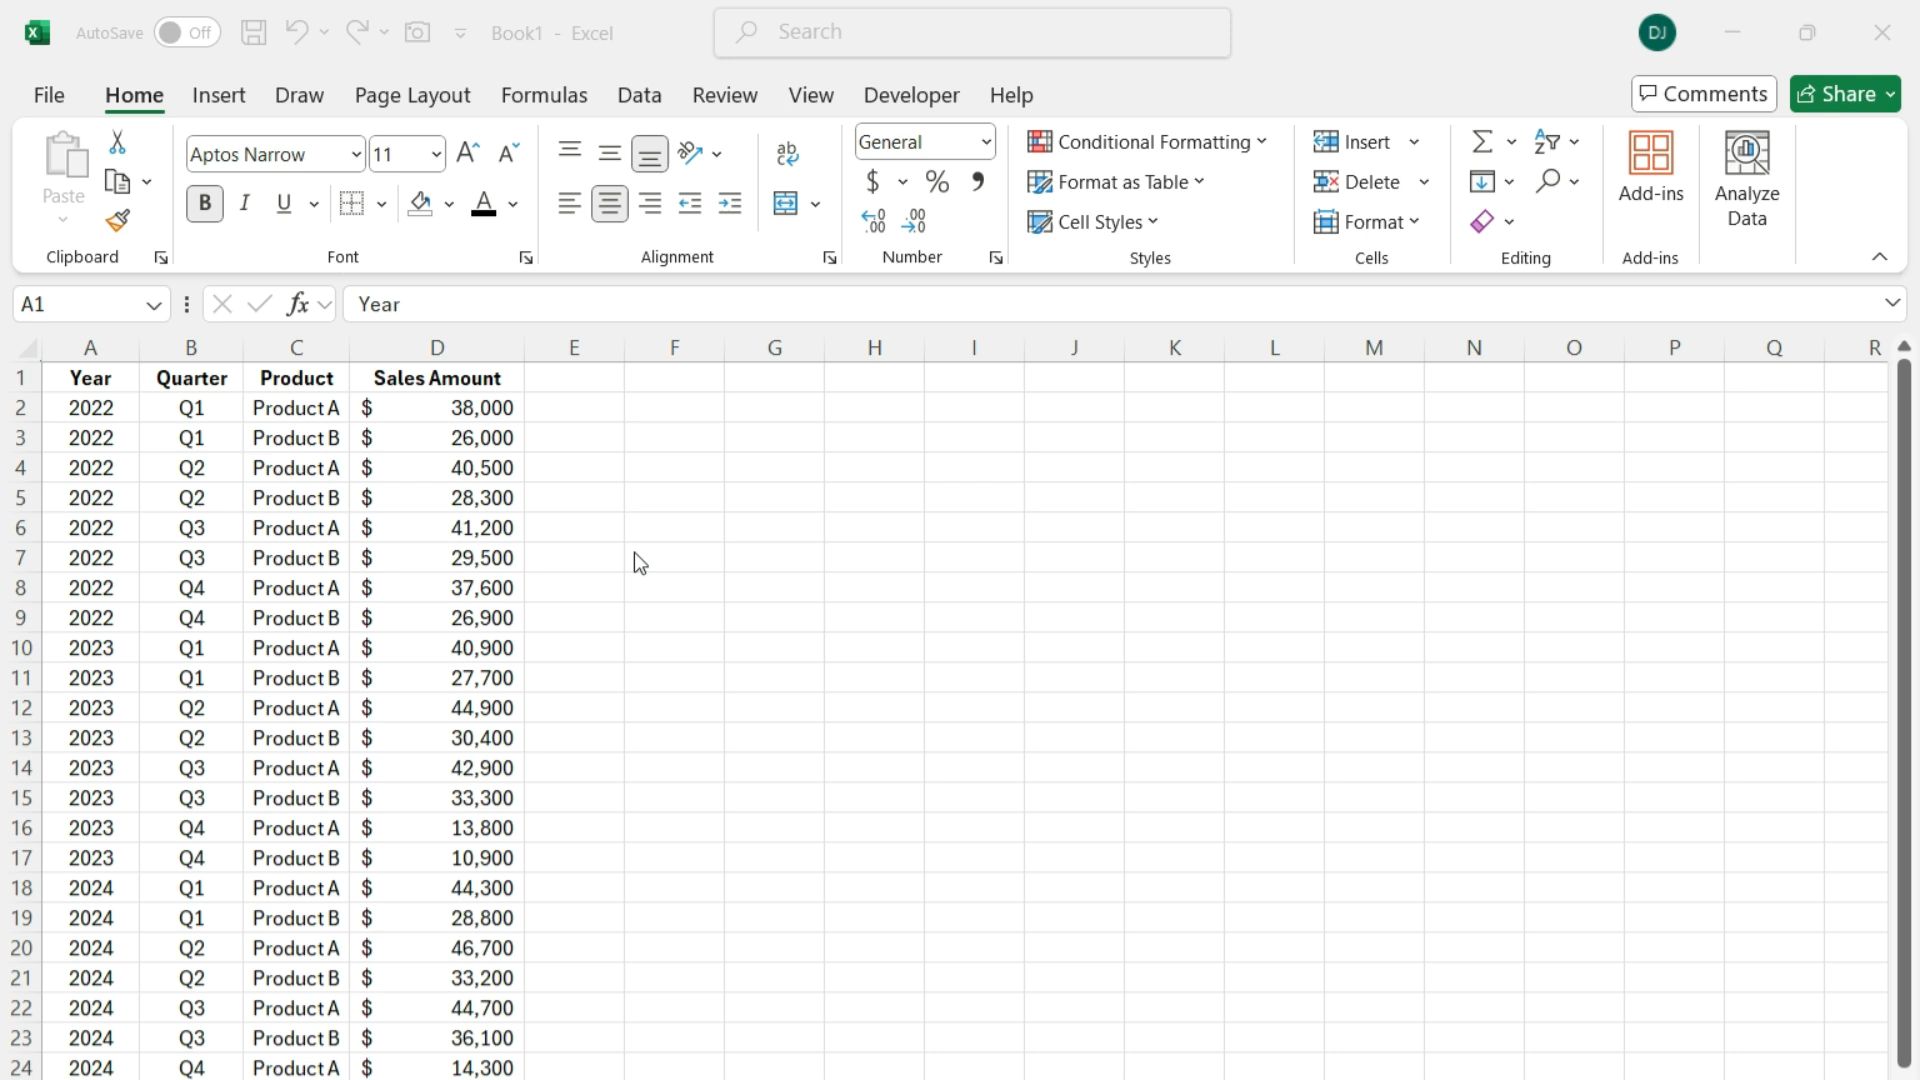 AutoSave Off Book1 - Excel Search DJ
File Home Insert Draw Page Layout Formulas Data Review View Developer Help Comments Share
Paste
Clipboard
Aptos Narrow 11
B I U A
Font
ab
Alignment
General
$ % ,
.00 .00
Number
Conditional Formatting
Format as Table
Cell Styles
Styles
Insert
Delete
Format
Cells
Editing
Add-ins
Add-ins
Analyze
Data
A1 fx Year
A B C D E F G H I J K L M N O P Q R
1 Year Quarter Product Sales Amount
2 2022 Q1 Product A $ 38,000
3 2022 Q1 Product B $ 26,000
4 2022 Q2 Product A $ 40,500
5 2022 Q2 Product B $ 28,300
6 2022 Q3 Product A $ 41,200
7 2022 Q3 Product B $ 29,500
8 2022 Q4 Product A $ 37,600
9 2022 Q4 Product B $ 26,900
10 2023 Q1 Product A $ 40,900
11 2023 Q1 Product B $ 27,700
12 2023 Q2 Product A $ 44,900
13 2023 Q2 Product B $ 30,400
14 2023 Q3 Product A $ 42,900
15 2023 Q3 Product B $ 33,300
16 2023 Q4 Product A $ 13,800
17 2023 Q4 Product B $ 10,900
18 2024 Q1 Product A $ 44,300
19 2024 Q1 Product B $ 28,800
20 2024 Q2 Product A $ 46,700
21 2024 Q2 Product B $ 33,200
22 2024 Q3 Product A $ 44,700
23 2024 Q3 Product B $ 36,100
24 2024 Q4 Product A $ 14,300